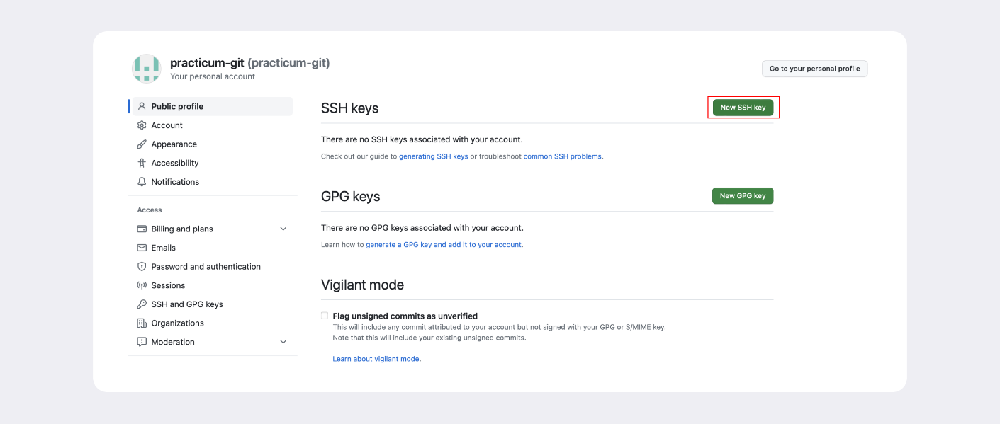 practicum-git (practicum-git)
Your personal account
Go to your personal profile
Public profile
Account
Appearance
Accessibility
Notifications
Access
Billing and plans
Emails
Password and authentication
Sessions
SSH and GPG keys
Organizations
Moderation
SSH keys
New SSH key
There are no SSH keys associated with your account.
Check out our guide to generating SSH keys or troubleshoot common SSH problems.
GPG keys
New GPG key
There are no GPG keys associated with your account.
Learn how to generate a GPG key and add it to your account.
Vigilant mode
Flag unsigned commits as unverified
This will include any commit attributed to your account but not signed with your GPG or S/MIME key.
Note that this will include your existing unsigned commits.
Learn about vigilant mode.